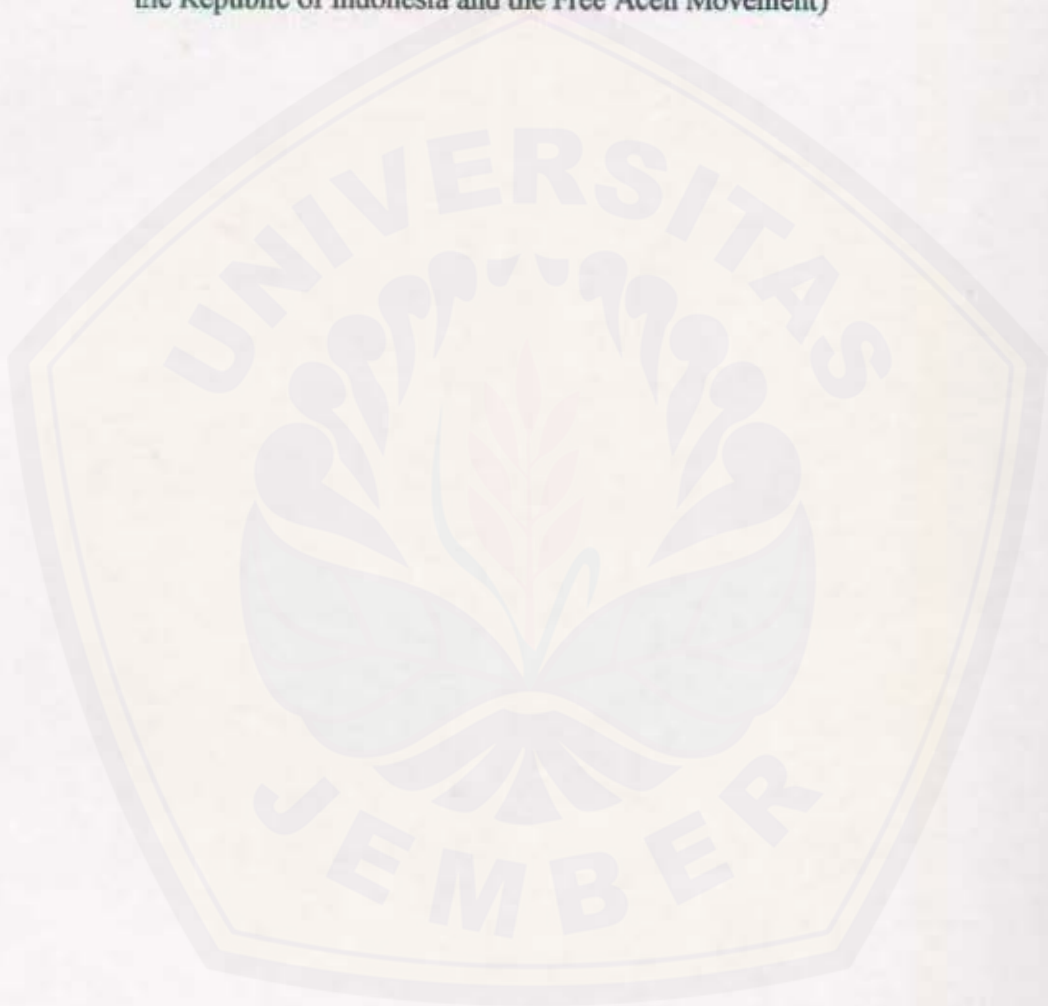 the Republic of Indonesia and the Free Aceh Movement)
UNIVERSITAS
JEMBER